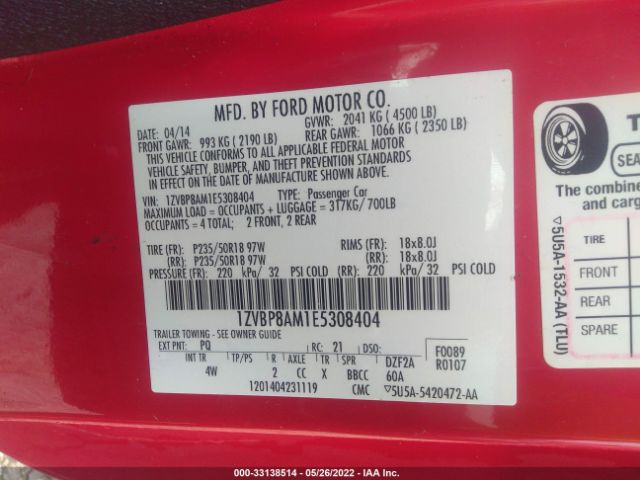 MFD. BY FORD MOTOR CO.
DATE: 04/14 GVWR: 2041 KG ( 4500 LB)
FRONT GAWR: 993 KG ( 2190 LB) REAR GAWR: 1066 KG ( 2350 LB)
THIS VEHICLE CONFORMS TO ALL APPLICABLE FEDERAL MOTOR
VEHICLE SAFETY, BUMPER, AND THEFT PREVENTION STANDARDS
IN EFFECT ON THE DATE OF MANUFACTURE SHOWN ABOVE.
VIN: 1ZVBP8AM1E5308404 TYPE: Passenger Car
MAXIMUM LOAD = OCCUPANTS + LUGGAGE = 317KG/ 700LB
OCCUPANTS = 4 TOTAL; 2 FRONT, 2 REAR
TIRE (FR): P235/50R18 97W RIMS (FR): 18x8.0J
(RR): P235/50R18 97W (RR): 18x8.0J
PRESSURE (FR): 220 kPa/ 32 PSI COLD (RR): 220 kPa/ 32 PSI COLD
1ZVBP8AM1E5308404
TRAILER TOWING - SEE OWNER GUIDE
EXT PNT: PQ RC: 21 DSO: F0089
INT TR TP/PS R AXLE TR SPR DZF2A R0107
4W 2 CC X BBCC 60A
1201404231119 CMC ▽5U5A-5420472-AA
T
SEA
The combine
and carg
TIRE
FRONT
REAR
SPARE
▽5U5A-1532-AA (TLU)
000-33138514 - 05/26/2022 - IAA Inc.